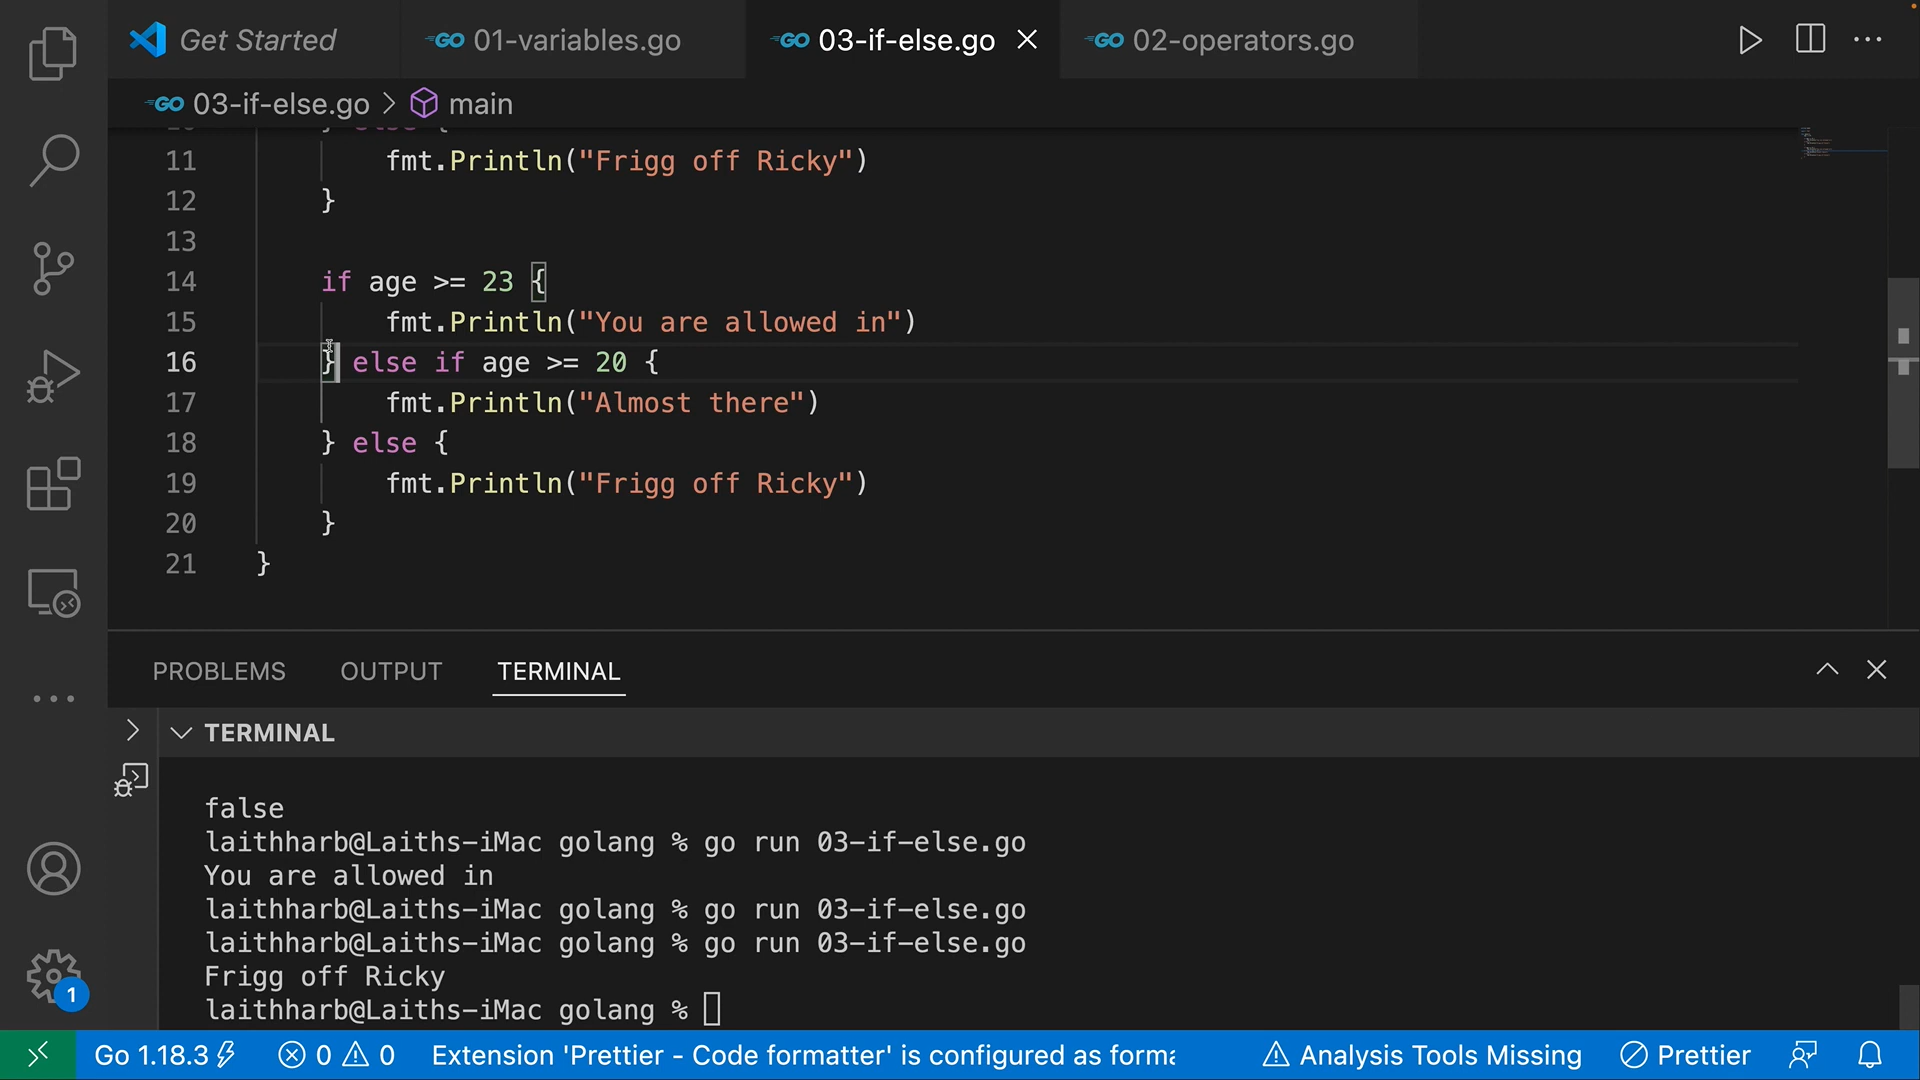 Get Started
GO 01-variables.go
GO 03-if-else.go
GO 02-operators.go
GO 03-if-else.go > main
} else {
11 fmt.Println("Frigg off Ricky")
12 }
13
14 if age >= 23 {
15 fmt.Println("You are allowed in")
16 } else if age >= 20 {
17 fmt.Println("Almost there")
18 } else {
19 fmt.Println("Frigg off Ricky")
20 }
21 }
PROBLEMS OUTPUT TERMINAL
TERMINAL
false
laithharb@Laiths-iMac golang % go run 03-if-else.go
You are allowed in
laithharb@Laiths-iMac golang % go run 03-if-else.go
laithharb@Laiths-iMac golang % go run 03-if-else.go
Frigg off Ricky
laithharb@Laiths-iMac golang %
1
Go 1.18.3 0 0 Extension 'Prettier - Code formatter' is configured as forma Analysis Tools Missing Prettier